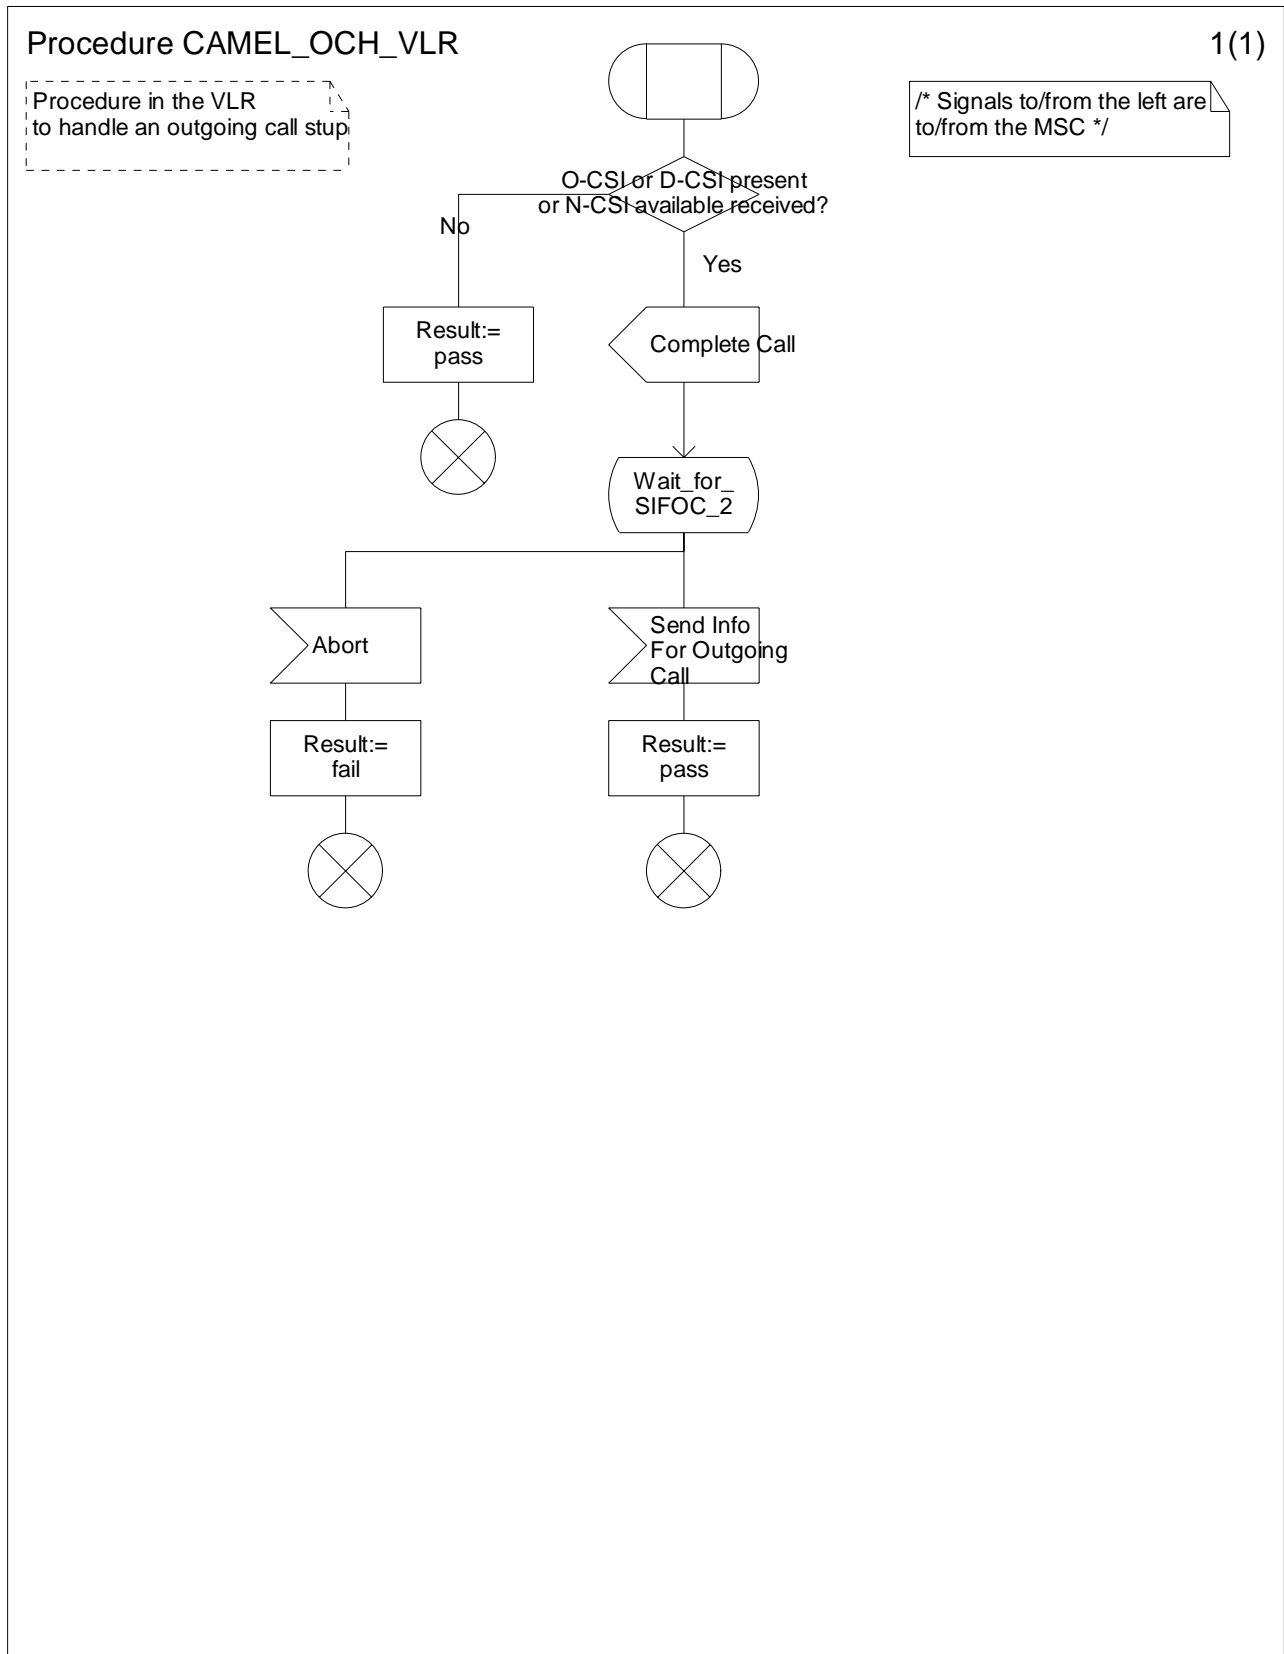 Procedure CAMEL_OCH_VLR
1(1)
Procedure in the VLR
to handle an outgoing call stup
/* Signals to/from the left are
to/from the MSC */
O-CSI or D-CSI present
or N-CSI available received?
No
Yes
Result:=
pass
Complete Call
Wait_for_
SIFOC_2
Abort
Send Info
For Outgoing
Call
Result:=
fail
Result:=
pass